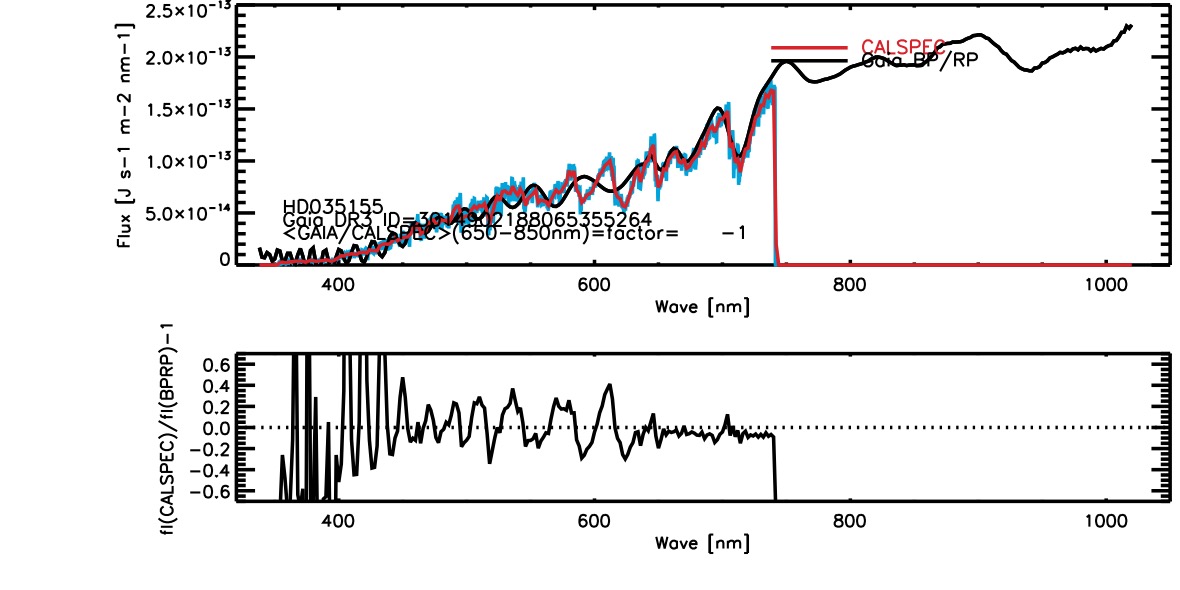 2.5×10−13
2.0×10−13
1.5×10−13
1.0×10−13
5.0×10−14
0
Flux [J s−1 m−2 nm−1]
CALSPEC
Gaia BP/RP
HD035155
Gaia DR3 ID=
<GAIA/CALSPEC>(650−850nm)=factor= −1
400 600 800 1000
Wave [nm]
fl(CALSPEC)/fl(BPRP)−1
0.6
0.4
0.2
0.0
−0.2
−0.4
−0.6
400 600 800 1000
Wave [nm]